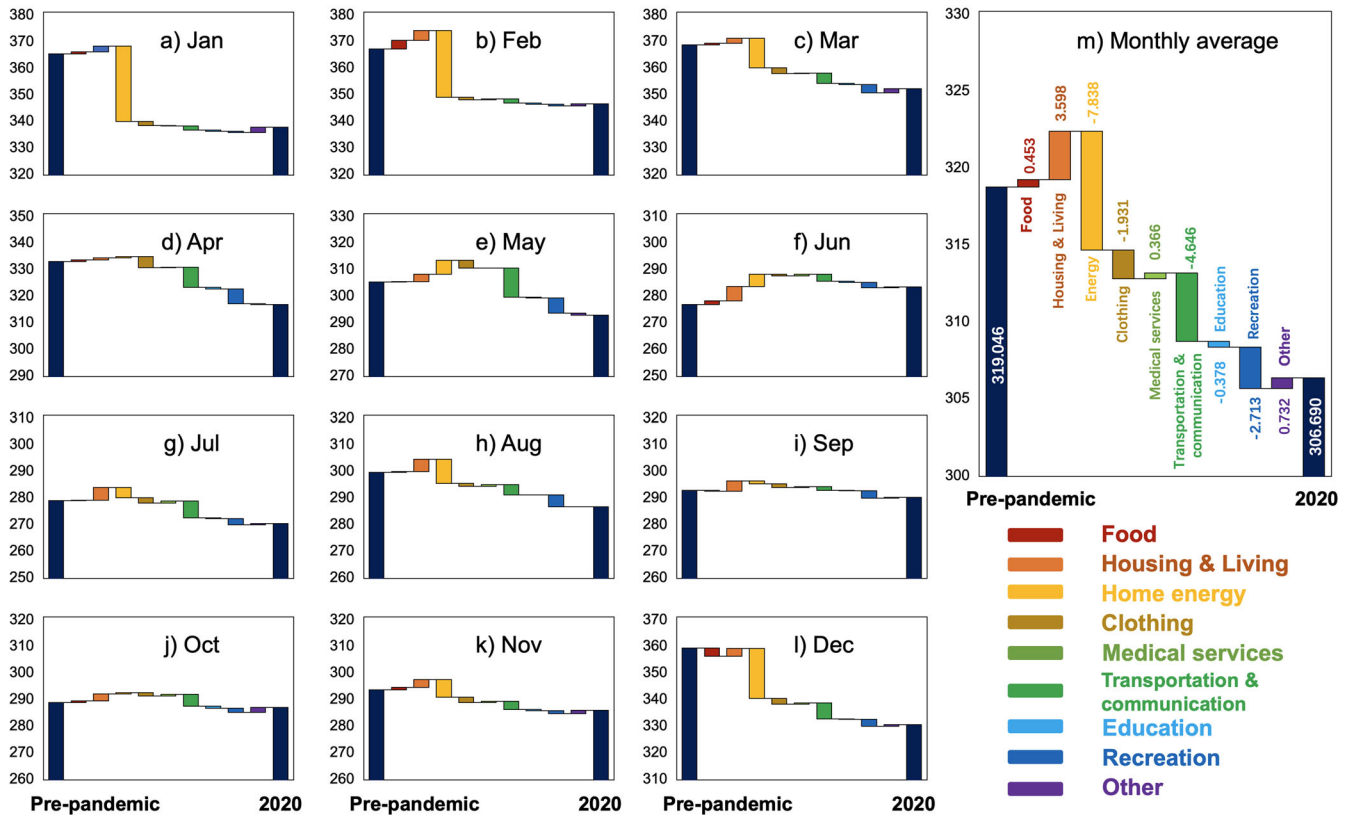 a) Jan
380
370
360
350
340
330
320
b) Feb
380
370
360
350
340
330
320
c) Mar
380
370
360
350
340
330
320
d) Apr
350
340
330
320
310
300
290
e) May
330
320
310
300
290
280
270
f) Jun
310
300
290
280
270
260
250
g) Jul
310
300
290
280
270
260
250
h) Aug
320
310
300
290
280
270
260
i) Sep
320
310
300
290
280
270
260
j) Oct
320
310
300
290
280
270
260
Pre-pandemic 2020
k) Nov
320
310
300
290
280
270
260
Pre-pandemic 2020
l) Dec
370
360
350
340
330
320
310
Pre-pandemic 2020
m) Monthly average
330
325
320
315
310
305
300
319.046
Food
0.453
Housing & Living
3.598
Energy
-7.838
Clothing
-1.931
Medical services
0.366
Transportation &
communication
-4.646
Education
-0.378
Recreation
-2.713
Other
0.732
306.690
Pre-pandemic 2020
Food
Housing & Living
Home energy
Clothing
Medical services
Transportation &
communication
Education
Recreation
Other